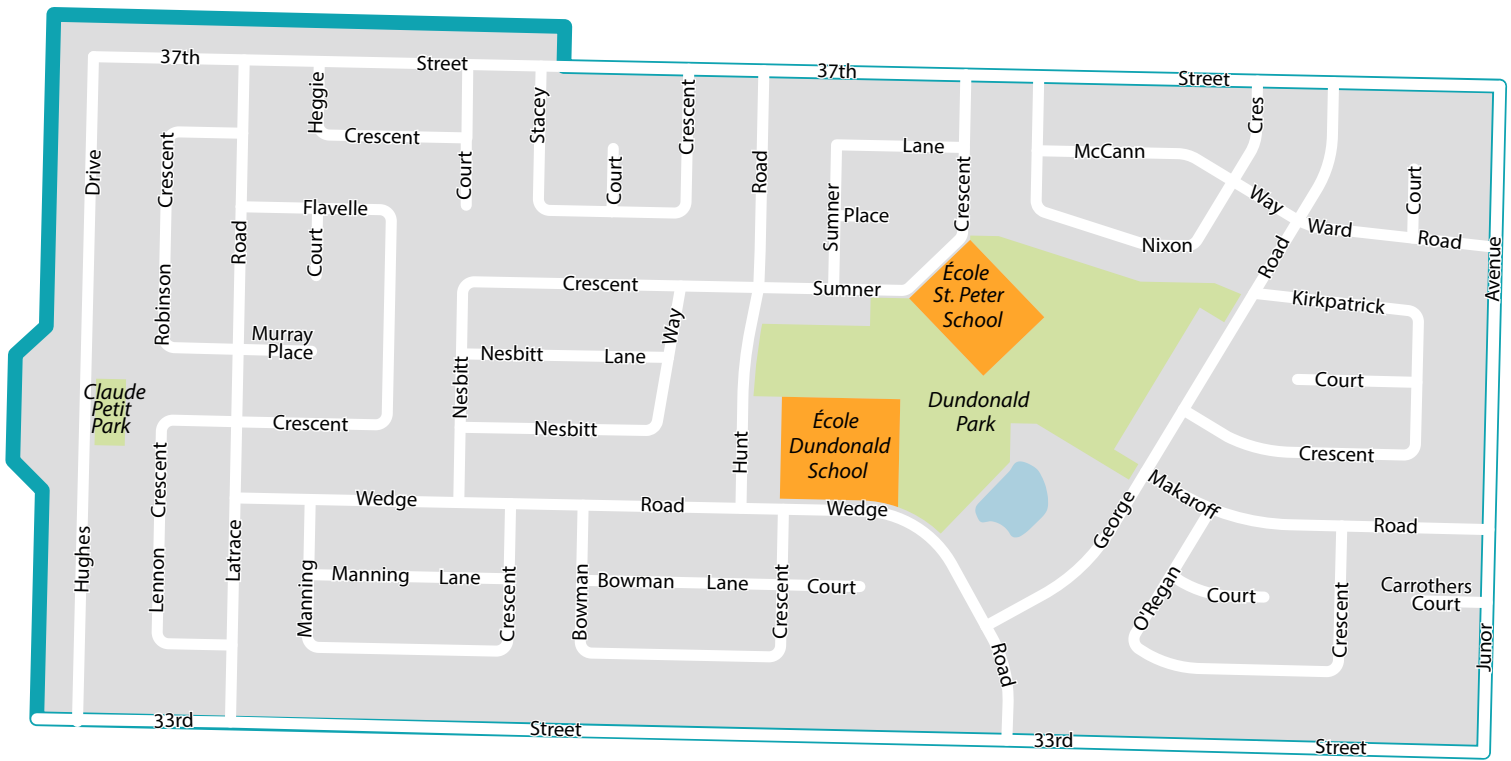 37th
Street
37th
Street
Heggie
Crescent
Court
Stacey
Court
Crescent
Road
Sumner
Lane
Place
Crescent
McCann
Way
Cres
Nixon
Ward
Road
Court
Avenue
Drive
Crescent
Robinson
Road
Flavelle
Court
Murray
Place
Crescent
Crescent
Sumner
Way
Nesbitt
Lane
Nesbitt
Nesbitt
École
St. Peter
School
Road
Kirkpatrick
Court
Crescent
Claude
Petit
Park
Dundonald
Park
École
Dundonald
School
Hunt
Crescent
Lennon
Latrace
Hughes
Wedge
Road
Wedge
Road
George
Makaroff
Road
Manning
Manning
Lane
Crescent
Bowman
Bowman
Lane
Crescent
Court
O'Regan
Court
Crescent
Carrothers
Court
Junor
33rd
Street
33rd
Street